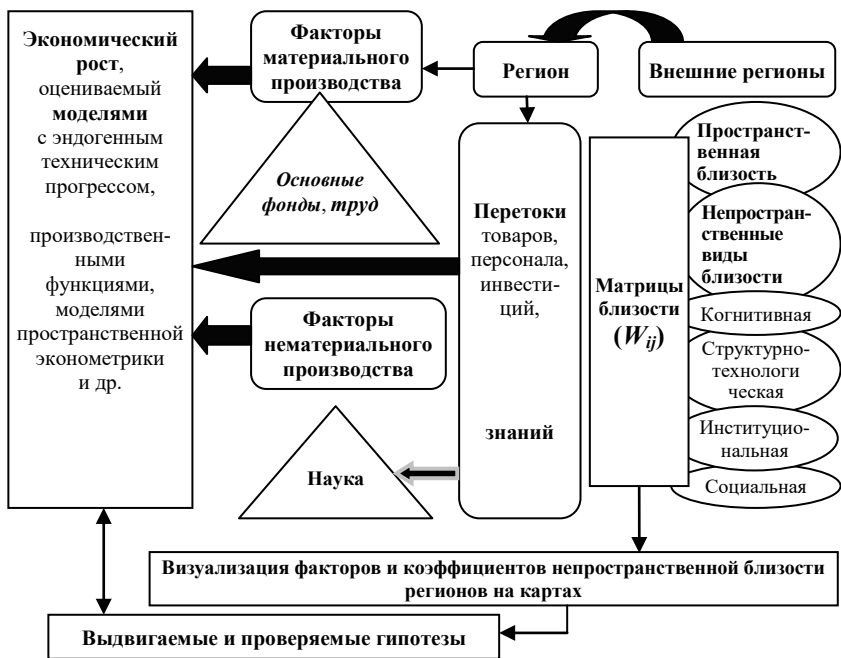 Экономический
рост,
оцениваемый
моделями
с эндогенным
техническим
прогрессом,
производствен-
ными
функциями,
моделями
пространственной
эконометрики
и др.
Факторы
материального
производства
Регион
Внешние регионы
Основные
фонды, труд
Факторы
нематериального
производства
Наука
Перетоки
товаров,
персонала,
инвести-
ций,
знаний
Матрицы
близости
(Wij)
Пространст-
венная
близость
Непространст-
ственные
виды
близости
Когнитивная
Структурно-
технологи
ческая
Институцио-
нальная
Социальная
Визуализация факторов и коэффициентов непространственной близости
регионов на картах
Выдвигаемые и проверяемые гипотезы